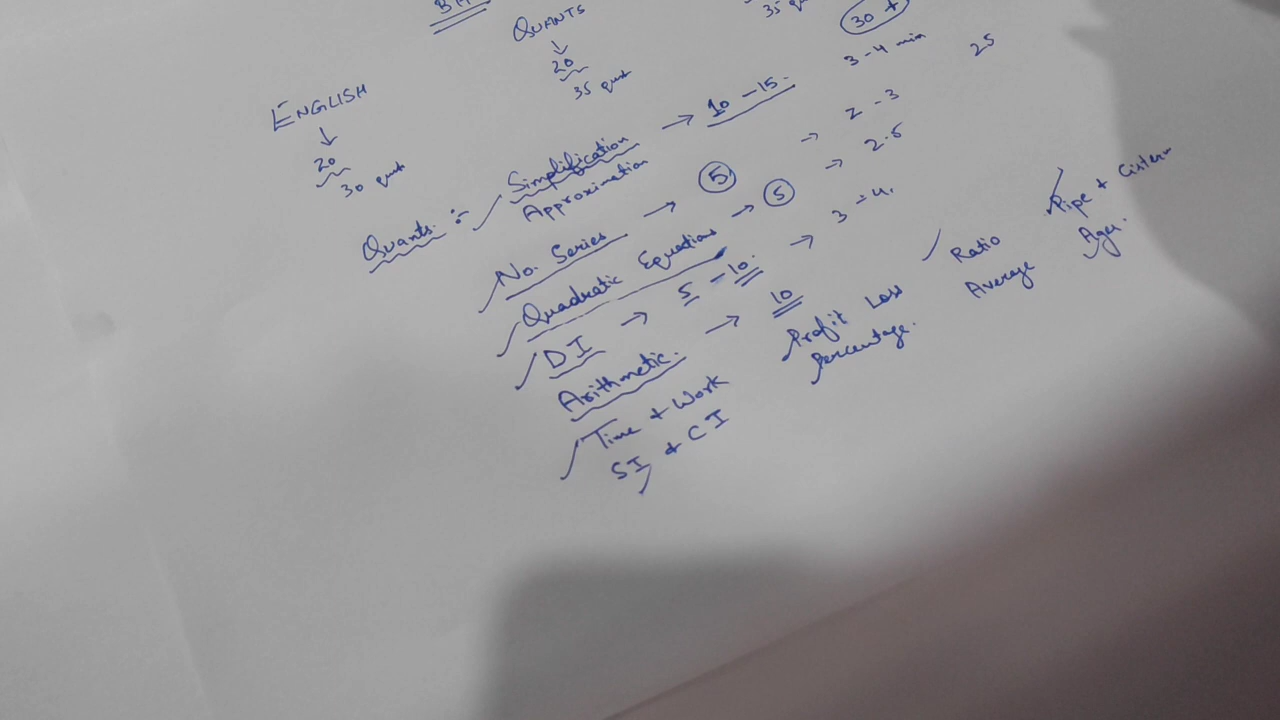 QUANTS
↓
20
35 quest
ENGLISH
↓
20
30 quest
30 +
Quants :- Simplification → 10 - 15. 3 - 4 min 25
Approximation
No. Series → 5 → 2 - 3
Quadratic Equation → 5 → 2.5
DI → 5 - 10. → 3 - 4.
Arithmetic. → 10
Time + Work Profit Loss Ratio Pipe + Cistern
SI + CI Percentage. Average Ages.